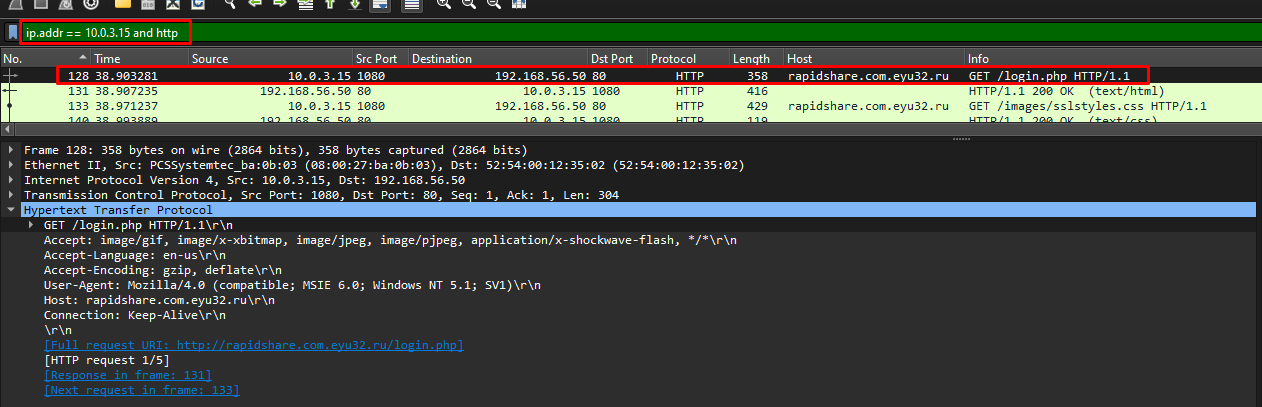 ip.addr == 10.0.3.15 and http
No. Time Source Src Port Destination Dst Port Protocol Length Host Info
128 38.903281 10.0.3.15 1080 192.168.56.50 80 HTTP 358 rapidshare.com.eyu32.ru GET /login.php HTTP/1.1
131 38.907235 192.168.56.50 80 10.0.3.15 1080 HTTP 416 HTTP/1.1 200 OK (text/html)
133 38.971237 10.0.3.15 1080 192.168.56.50 80 HTTP 429 rapidshare.com.eyu32.ru GET /images/sslstyles.css HTTP/1.1
140 38.993889 192.168.56.50 80 10.0.3.15 1080 HTTP 119 HTTP/1.1 200 OK (text/css)
Frame 128: 358 bytes on wire (2864 bits), 358 bytes captured (2864 bits)
Ethernet II, Src: PCSSystemtec_ba:0b:03 (08:00:27:ba:0b:03), Dst: 52:54:00:12:35:02 (52:54:00:12:35:02)
Internet Protocol Version 4, Src: 10.0.3.15, Dst: 192.168.56.50
Transmission Control Protocol, Src Port: 1080, Dst Port: 80, Seq: 1, Ack: 1, Len: 304
Hypertext Transfer Protocol
GET /login.php HTTP/1.1\r\n
Accept: image/gif, image/x-xbitmap, image/jpeg, image/pjpeg, application/x-shockwave-flash, */*\r\n
Accept-Language: en-us\r\n
Accept-Encoding: gzip, deflate\r\n
User-Agent: Mozilla/4.0 (compatible; MSIE 6.0; Windows NT 5.1; SV1)\r\n
Host: rapidshare.com.eyu32.ru\r\n
Connection: Keep-Alive\r\n
\r\n
[Full request URI: http://rapidshare.com.eyu32.ru/login.php]
[HTTP request 1/5]
[Response in frame: 131]
[Next request in frame: 133]